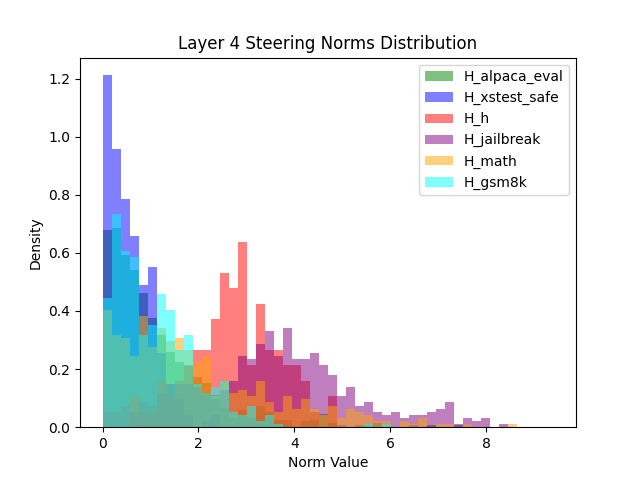 Layer 4 Steering Norms Distribution
H_alpaca_eval
H_xstest_safe
H_h
H_jailbreak
H_math
H_gsm8k
Density
1.2
1.0
0.8
0.6
0.4
0.2
0.0
0 2 4 6 8
Norm Value